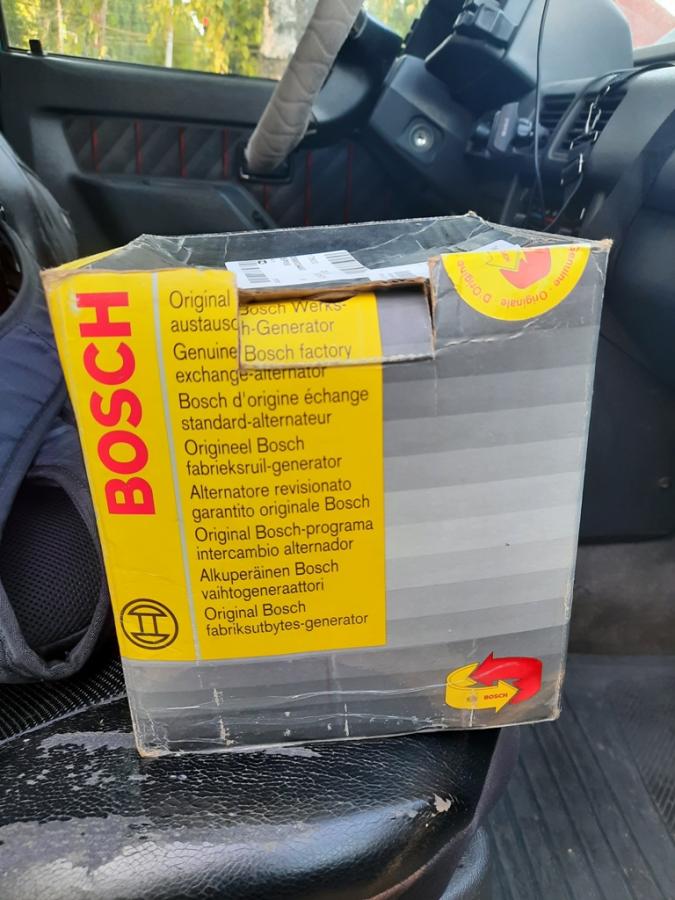 BOSCH
Original Bosch Werks-
austausch-Generator
Genuine Bosch factory
exchange-alternator
Bosch d'origine échange
standard-alternateur
Origineel Bosch
fabrieksruil-generator
Alternatore revisionato
garantito originale Bosch
Original Bosch-programa
intercambio alternador
Alkuperäinen Bosch
vaihtogeneraattori
Original Bosch
fabriksutbytes-generator
Genuine · Originale · D'Origine
BOSCH